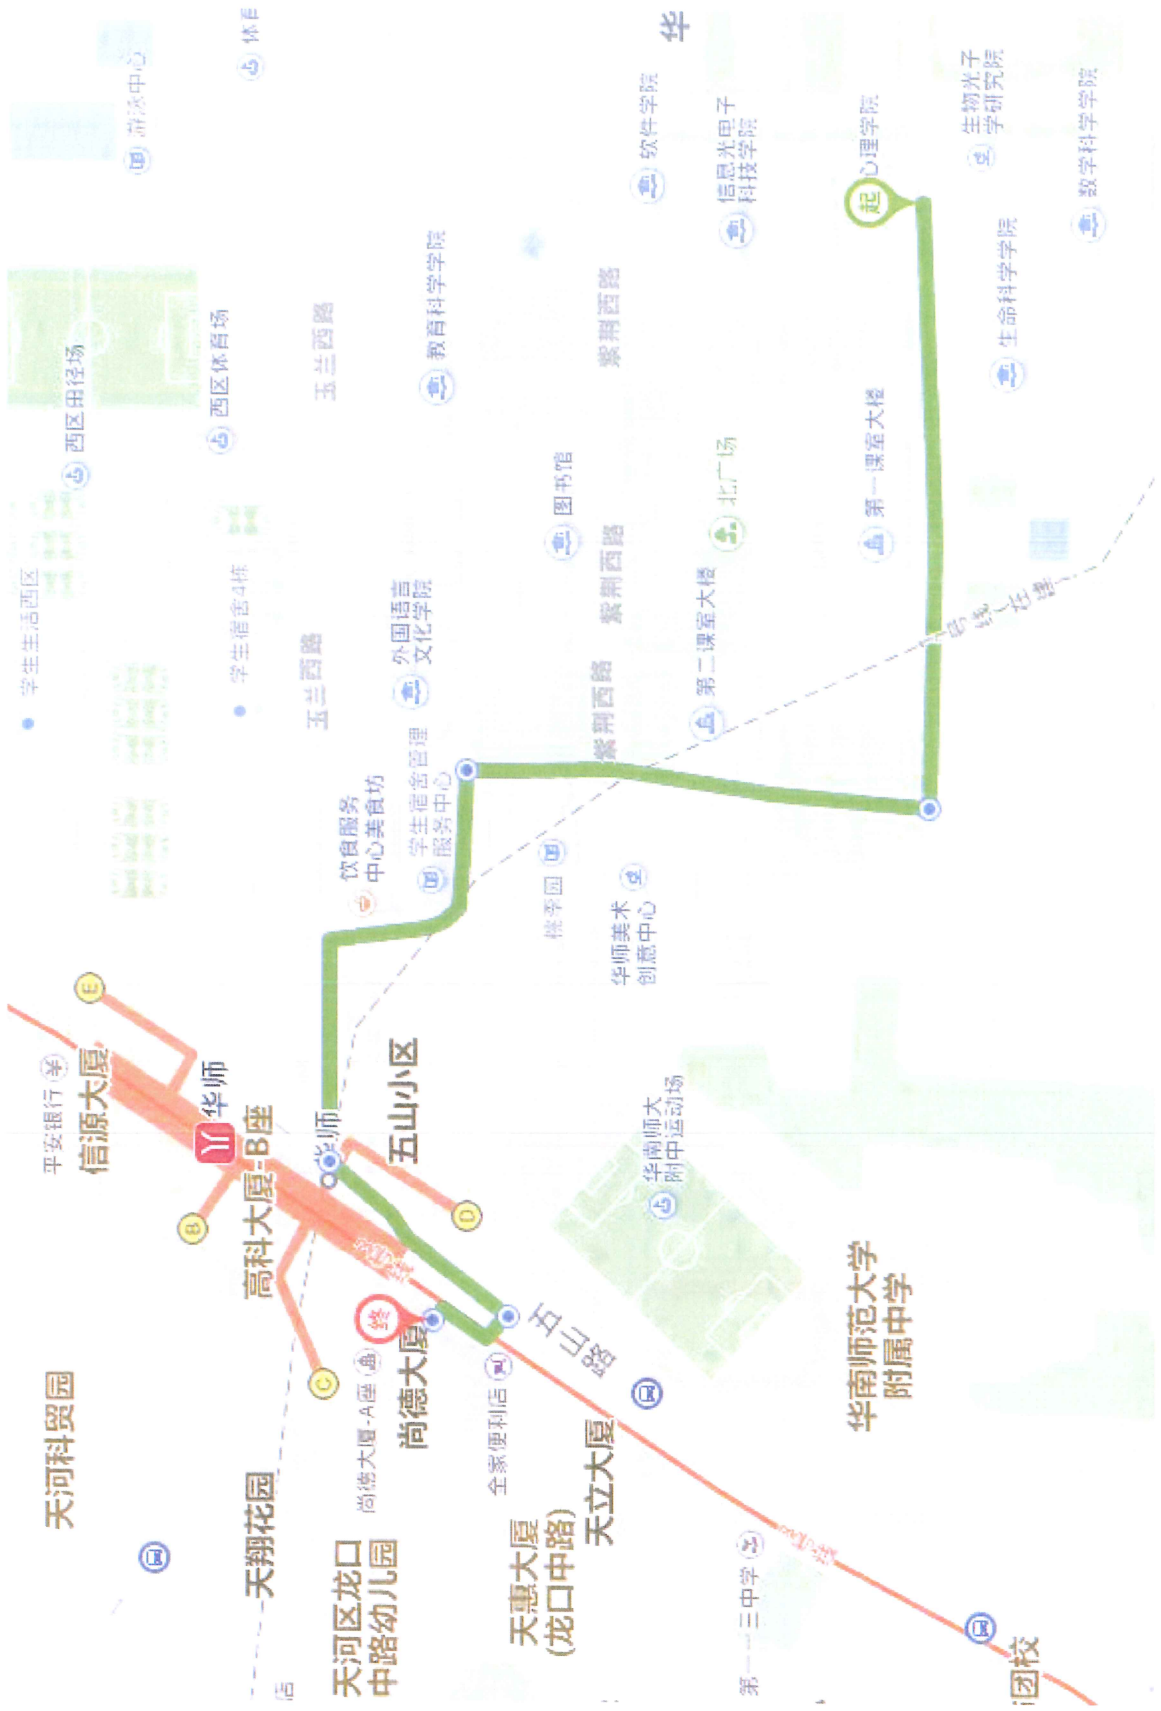 学生生活西区
平安银行
天河科贸园
西区田径场
信源大厦
E
游泳中心
B
华师
西区体育场
学生宿舍4栋
高科大厦-B座
天翔花园
店
C
玉兰西路
玉兰西路
华师
天河区龙口
中路幼儿园
尚德大厦-A座
终
饮食服务
中心美食坊
五山小区
尚德大厦
外国语言
文化学院
学生宿舍管理
服务中心
教育科学学院
D
全家便利店
天惠大厦
(龙口中路)
五山路
桃李园
图书馆
天立大厦
紫荆西路
紫荆西路
紫荆西路
华师美术
创意中心
软件学院
华南师大
附中运动场
华
第二课室大楼
北广场
信息光电子
科技学院
第一一三中学
号线
华南师范大学
附属中学
第一课室大楼
起
心理学院
号线(在建
生物光子
学研究院
生命科学学院
团校
数学科学学院